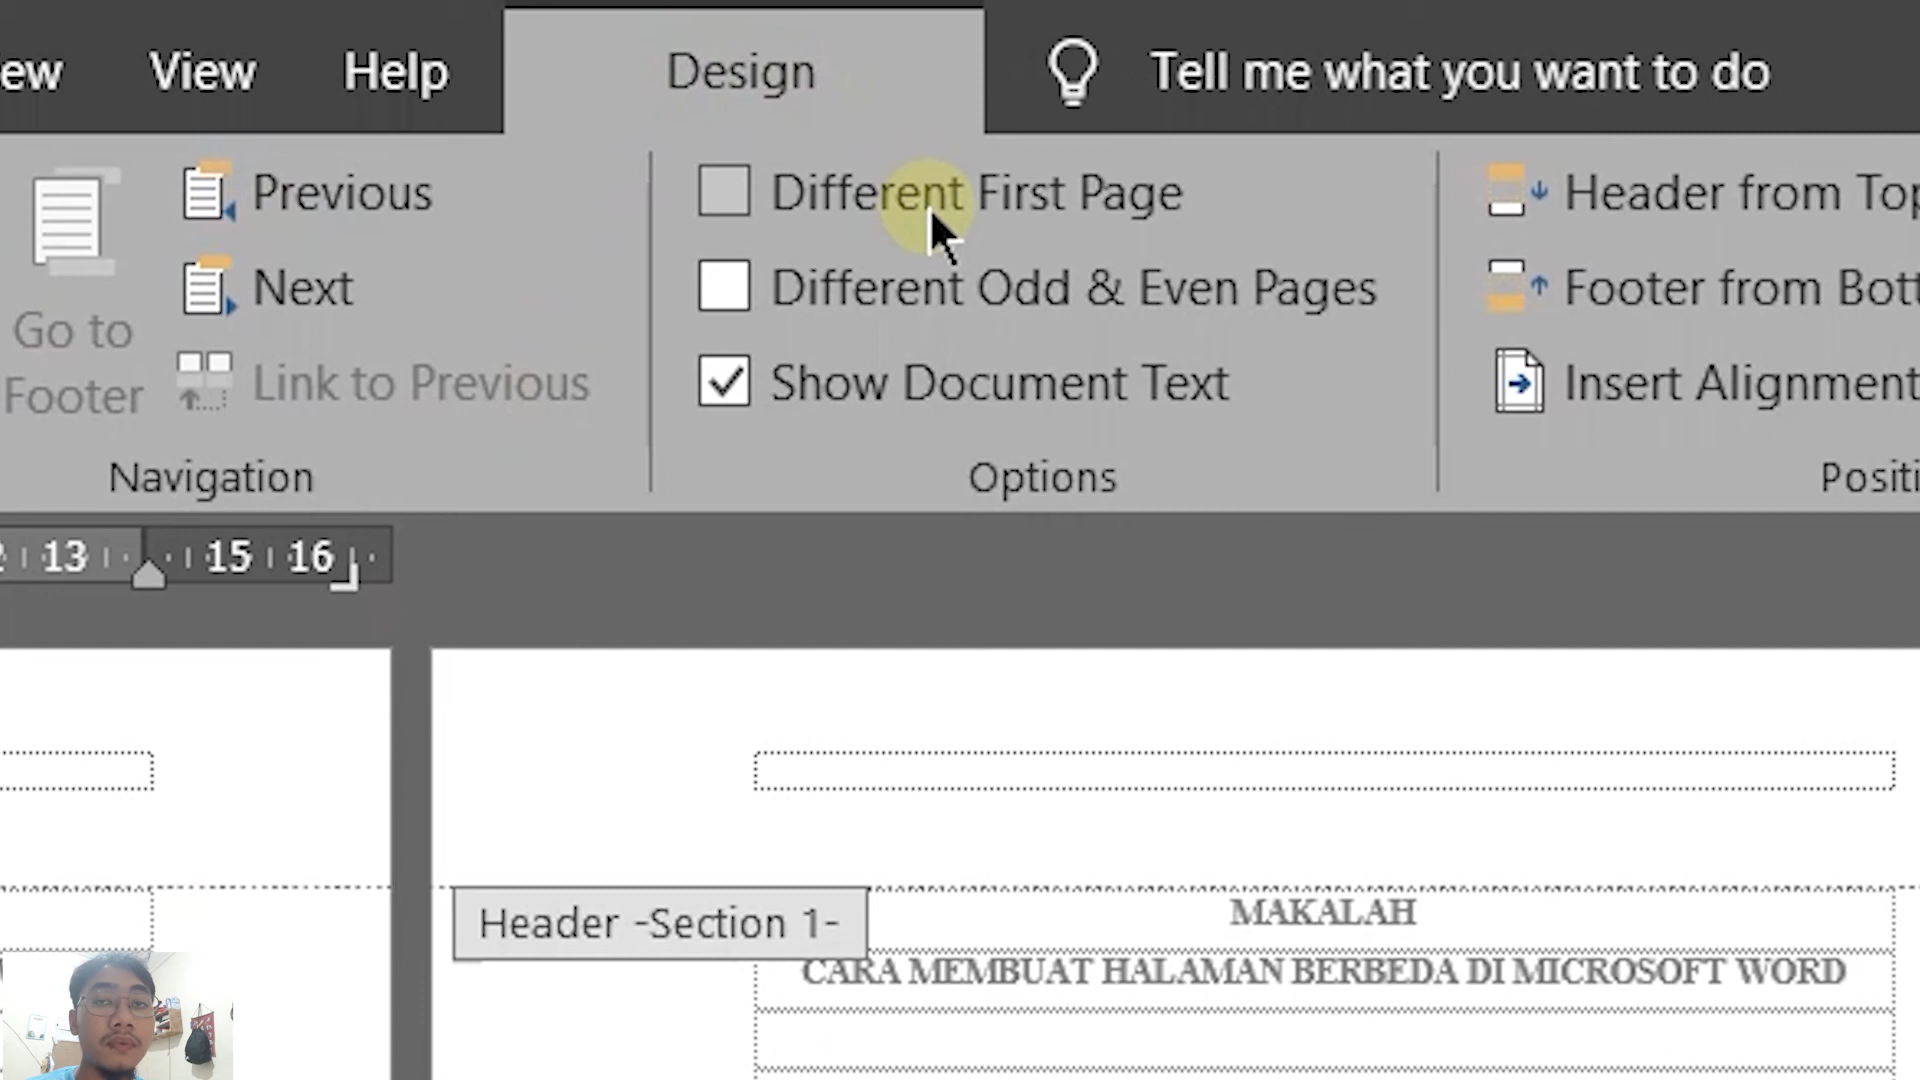 ew View Help Design Tell me what you want to do
Previous Different First Page Header from Top
Next Different Odd & Even Pages Footer from Bott
Go to
Footer
Link to Previous Show Document Text Insert Alignment
Navigation Options Positi
13 15 16
Header -Section 1-
MAKALAH
CARA MEMBUAT HALAMAN BERBEDA DI MICROSOFT WORD